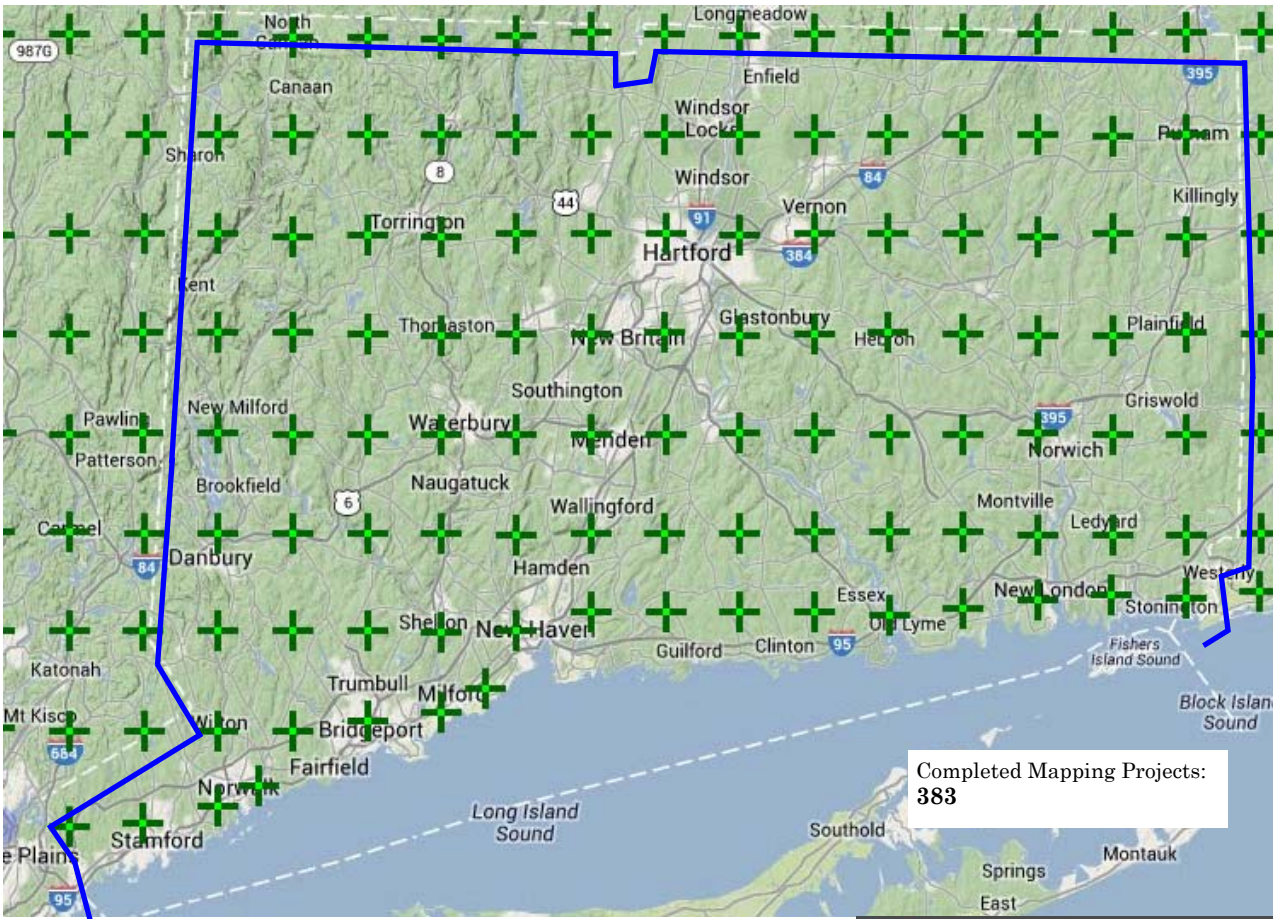 Longmeadow
North
Canaan
987G
Enfield
395
Canaan
Windsor
Locks
Putnam
Sharon
8
84
Windsor
Killingly
44
Vernon
91
Torrington
Hartford
384
Kent
Glastonbury
Thomaston
Plainfield
New Britain
Hebron
Southington
Griswold
New Milford
Pawling
395
Waterbury
Meriden
Norwich
Patterson
Naugatuck
Brookfield
6
Montville
Wallingford
Ledyard
Carmel
Danbury
84
Hamden
Westerly
New London
Essex
Stonington
Shelton
New Haven
Old Lyme
Clinton
95
Fishers
Island Sound
Guilford
Katonah
Trumbull
Milford
Block Islan
Sound
Mt Kisco
Wilton
Bridgeport
684
Fairfield
Completed Mapping Projects:
383
Norwalk
Long Island
Sound
Southold
Stamford
e Plains
Montauk
Springs
95
East